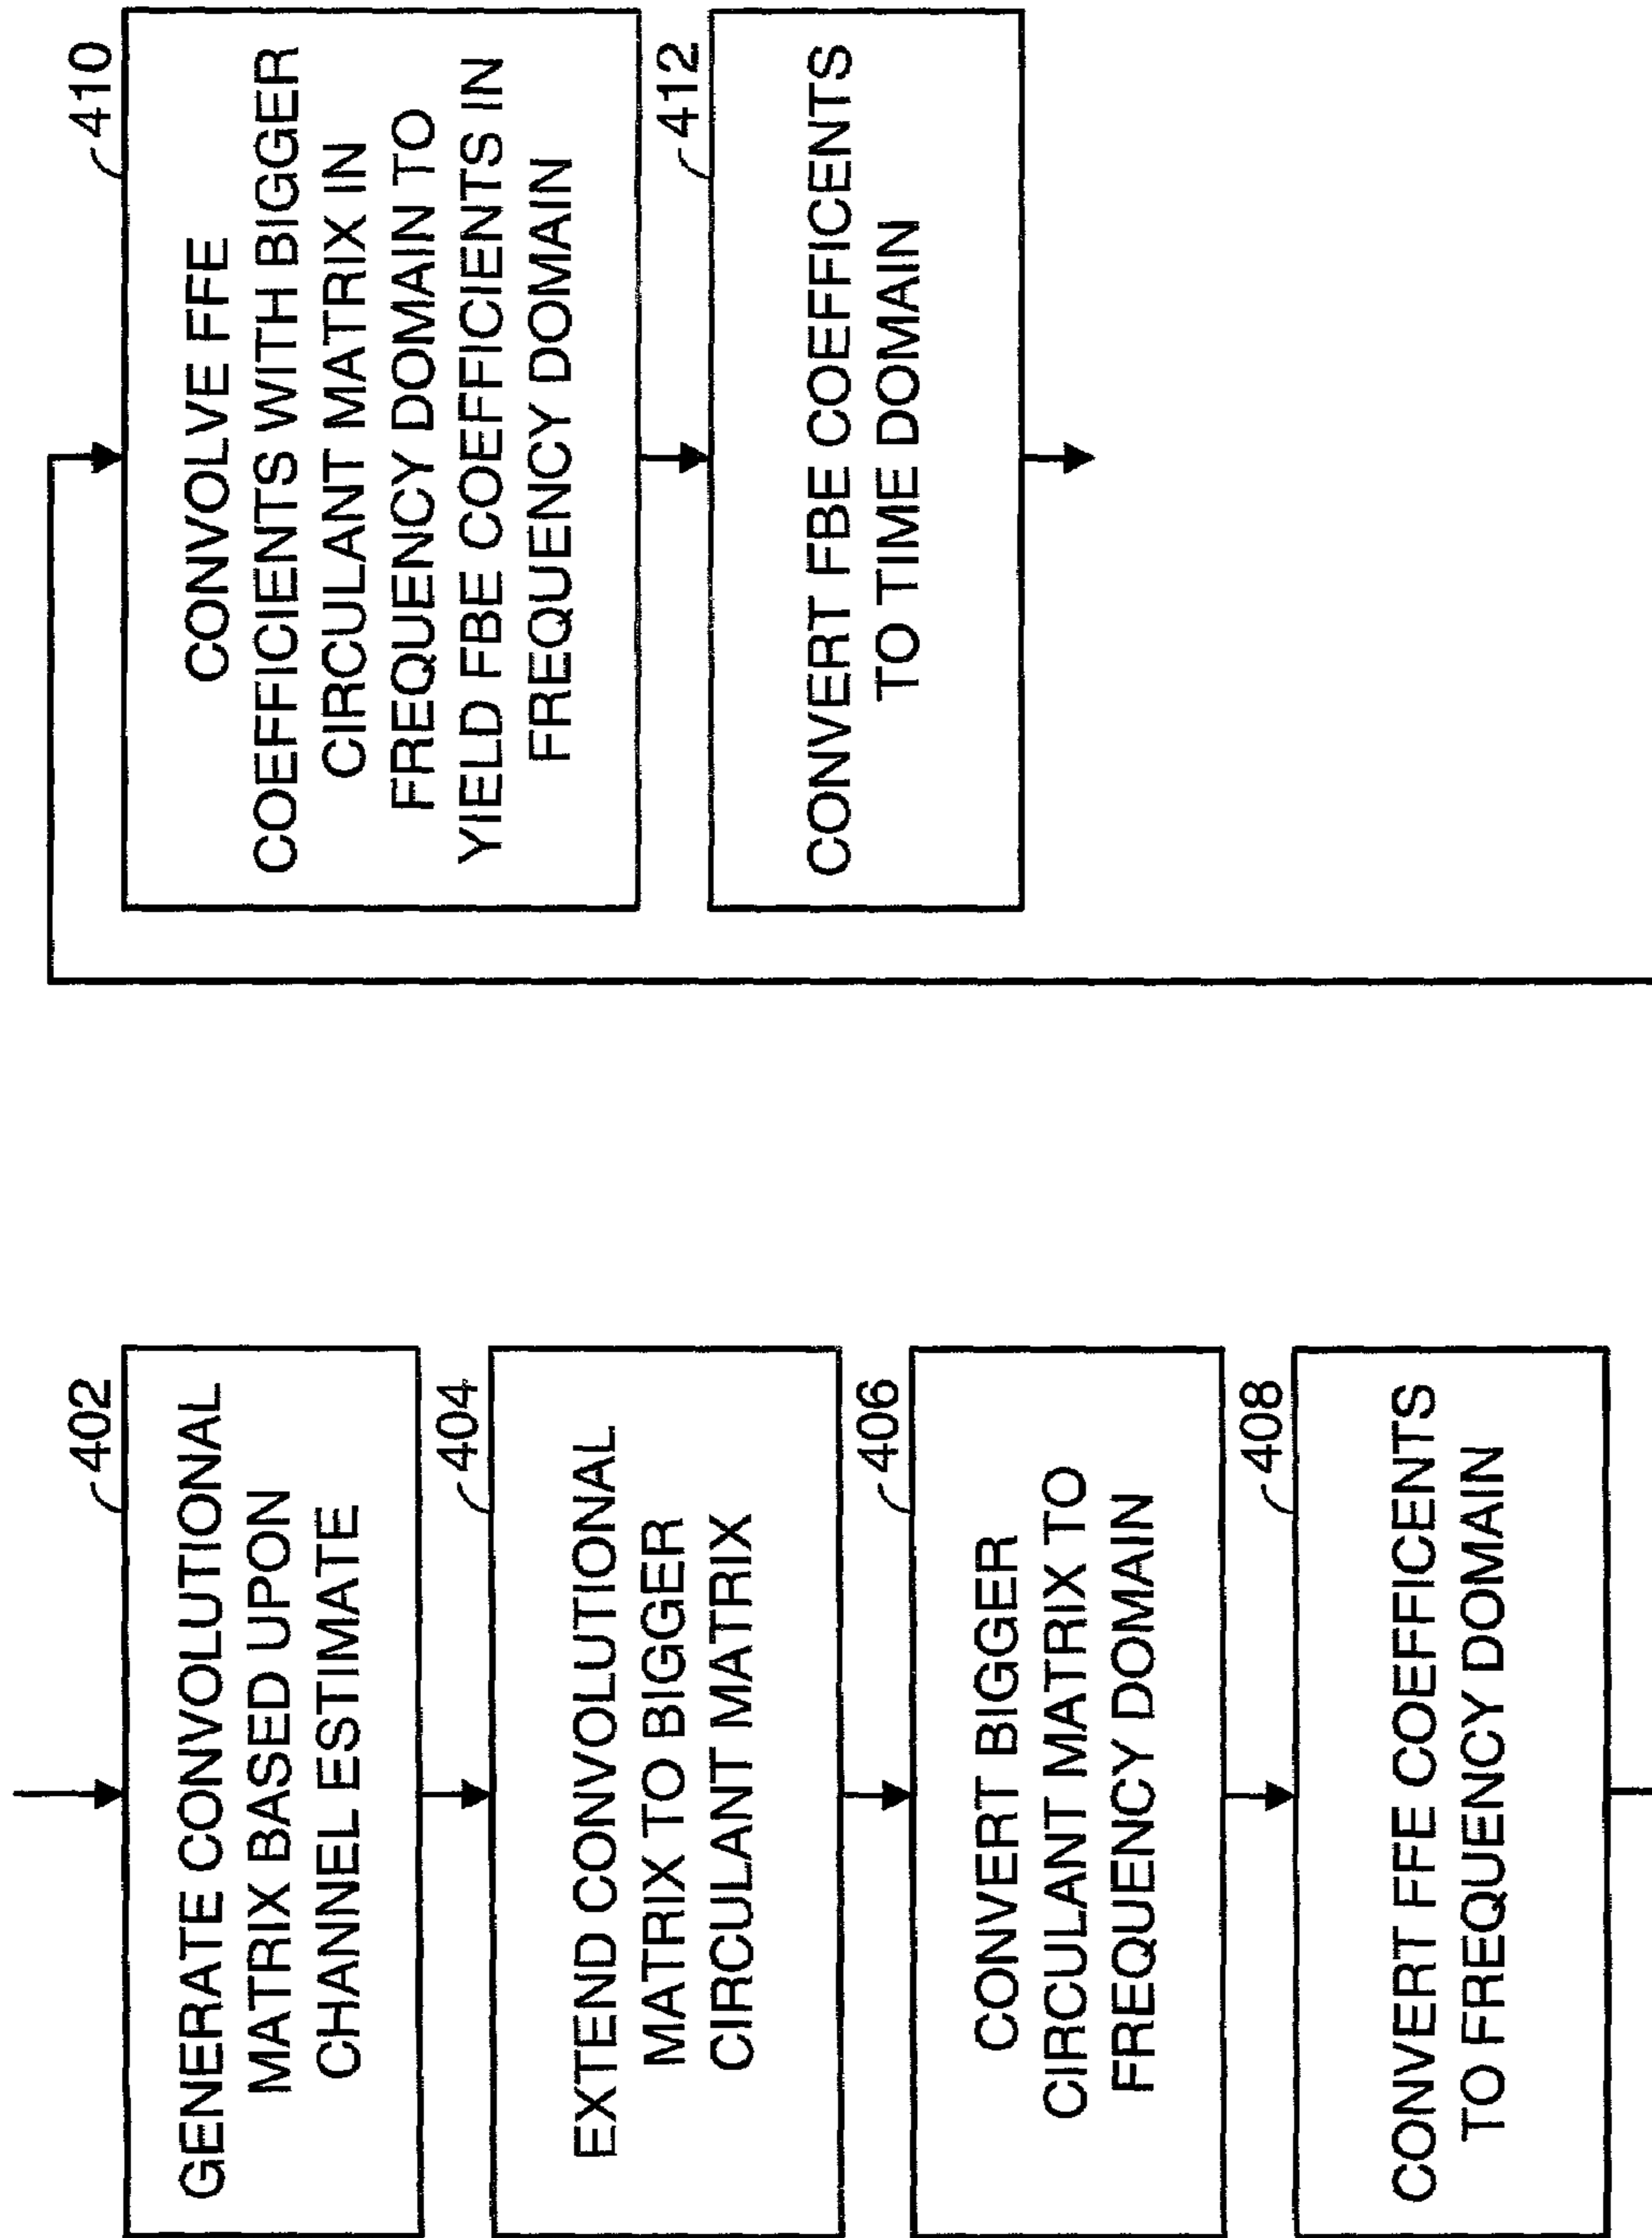 402
GENERATE CONVOLUTIONAL
MATRIX BASED UPON
CHANNEL ESTIMATE
404
EXTEND CONVOLUTIONAL
MATRIX TO BIGGER
CIRCULANT MATRIX
406
CONVERT BIGGER
CIRCULANT MATRIX TO
FREQUENCY DOMAIN
408
CONVERT FFE COEFFICENTS
TO FREQUENCY DOMAIN
410
CONVOLVE FFE
COEFFICIENTS WITH BIGGER
CIRCULANT MATRIX IN
FREQUENCY DOMAIN TO
YIELD FBE COEFFICIENTS IN
FREQUENCY DOMAIN
412
CONVERT FBE COEFFICENTS
TO TIME DOMAIN